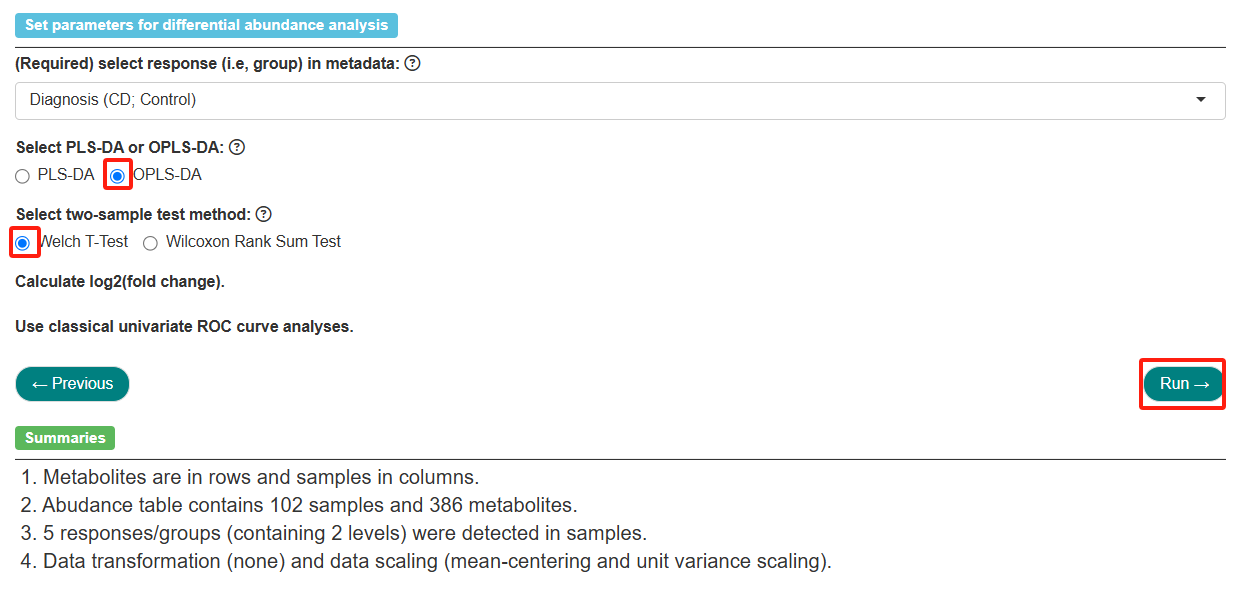 Set parameters for differential abundance analysis
(Required) select response (i.e, group) in metadata: ?
Diagnosis (CD; Control)
Select PLS-DA or OPLS-DA: ?
PLS-DA OPLS-DA
Select two-sample test method: ?
Welch T-Test Wilcoxon Rank Sum Test
Calculate log2(fold change).
Use classical univariate ROC curve analyses.
← Previous Run →
Summaries
1. Metabolites are in rows and samples in columns.
2. Abudance table contains 102 samples and 386 metabolites.
3. 5 responses/groups (containing 2 levels) were detected in samples.
4. Data transformation (none) and data scaling (mean-centering and unit variance scaling).